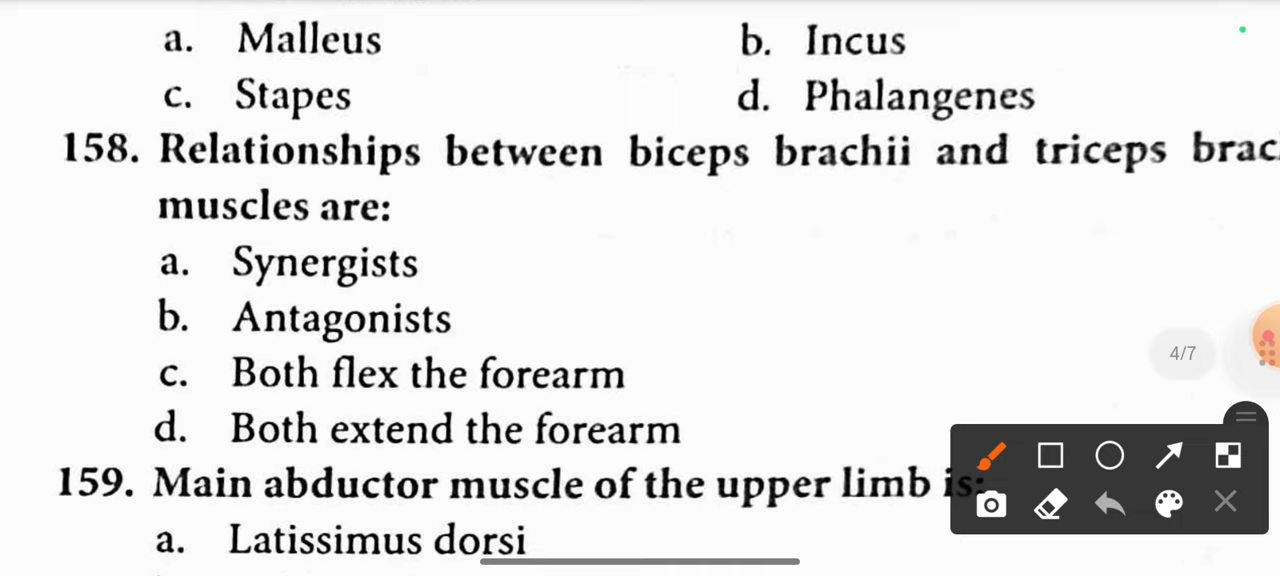 a. Malleus b. Incus
c. Stapes d. Phalangenes
158. Relationships between biceps brachii and triceps
muscles are:
a. Synergists
b. Antagonists
c. Both flex the forearm
d. Both extend the forearm
4/7
159. Main abductor muscle of the upper limb is:
a. Latissimus dorsi